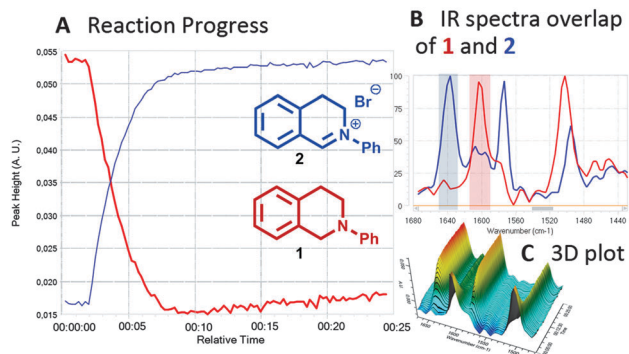 A Reaction Progress
0,055
0,050
0,045
0,040
0,035
0,030
0,025
0,020
0,015
Peak Height (A. U.)
00:00:00
00:05
00:10
00:15
00:20
00:25
Relative Time
Br ⊖
⊕
N
Ph
2
N
Ph
1
B IR spectra overlap
of 1 and 2
100
75
50
25
0
1680
1640
1600
1560
1520
1480
1440
Wavenumber (cm-1)
C 3D plot